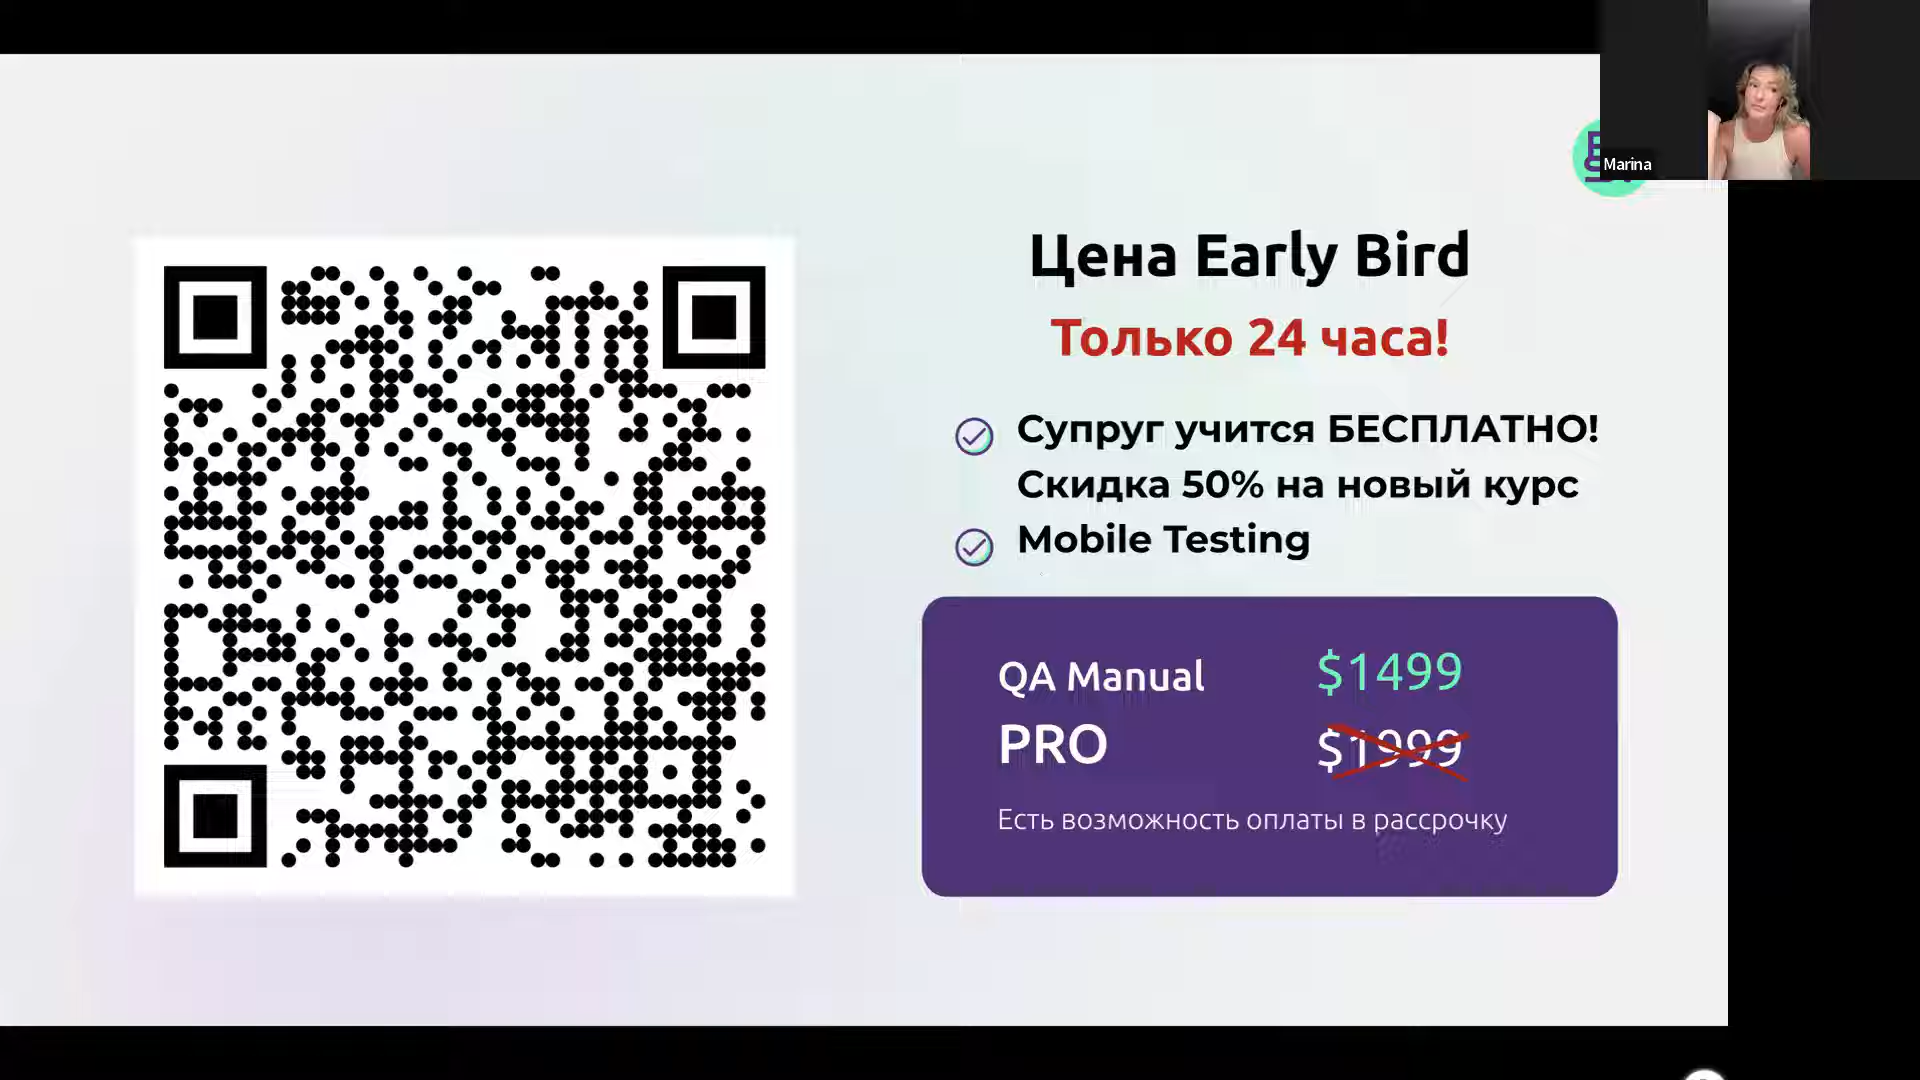 Marina
Цена Early Bird
Только 24 часа!
Супруг учится БЕСПЛАТНО!
Скидка 50% на новый курс
Mobile Testing
QA Manual $1499
PRO $1999
Есть возможность оплаты в рассрочку